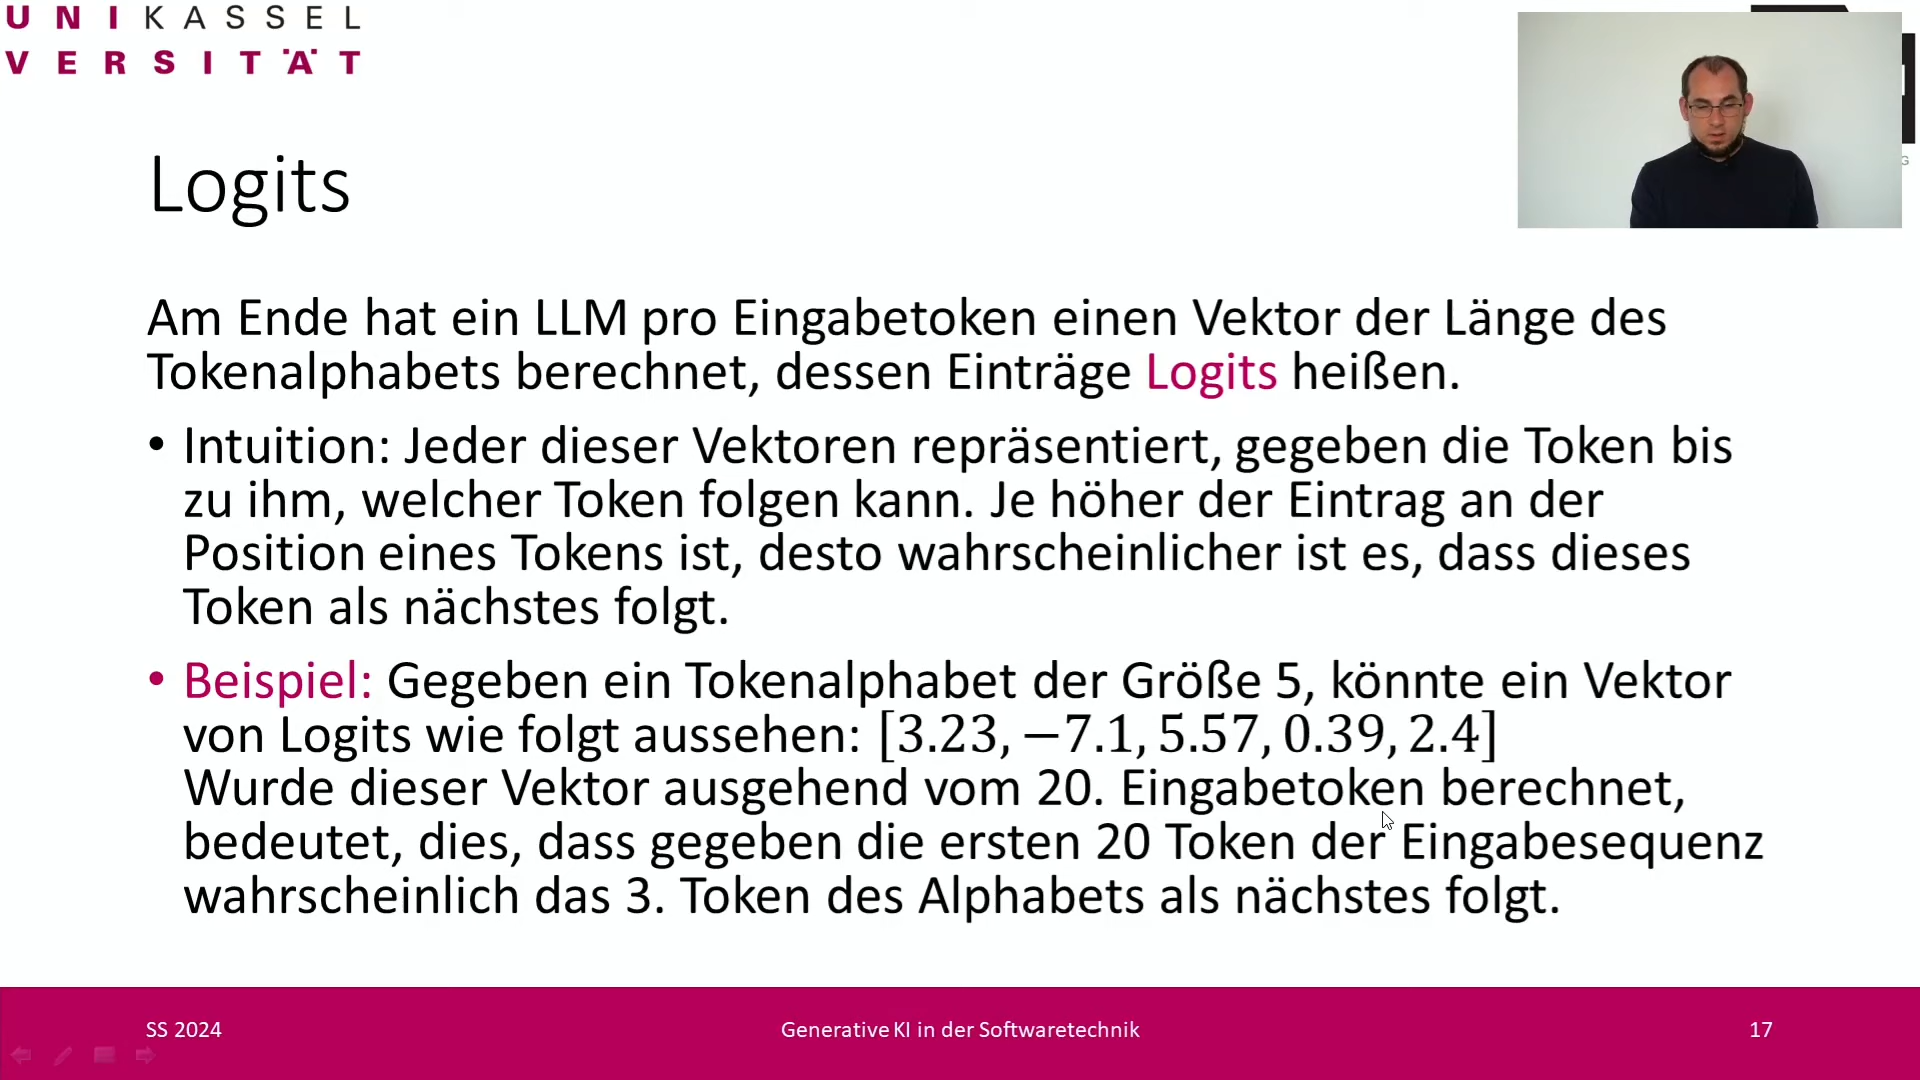 UNIKASSEL
VERSITÄT
Logits
Am Ende hat ein LLM pro Eingabetoken einen Vektor der Länge des
Tokenalphabets berechnet, dessen Einträge Logits heißen.
• Intuition: Jeder dieser Vektoren repräsentiert, gegeben die Token bis
zu ihm, welcher Token folgen kann. Je höher der Eintrag an der
Position eines Tokens ist, desto wahrscheinlicher ist es, dass dieses
Token als nächstes folgt.
• Beispiel: Gegeben ein Tokenalphabet der Größe 5, könnte ein Vektor
von Logits wie folgt aussehen: [3.23, −7.1, 5.57, 0.39, 2.4]
Wurde dieser Vektor ausgehend vom 20. Eingabetoken berechnet,
bedeutet, dies, dass gegeben die ersten 20 Token der Eingabesequenz
wahrscheinlich das 3. Token des Alphabets als nächstes folgt.
SS 2024
Generative KI in der Softwaretechnik
17